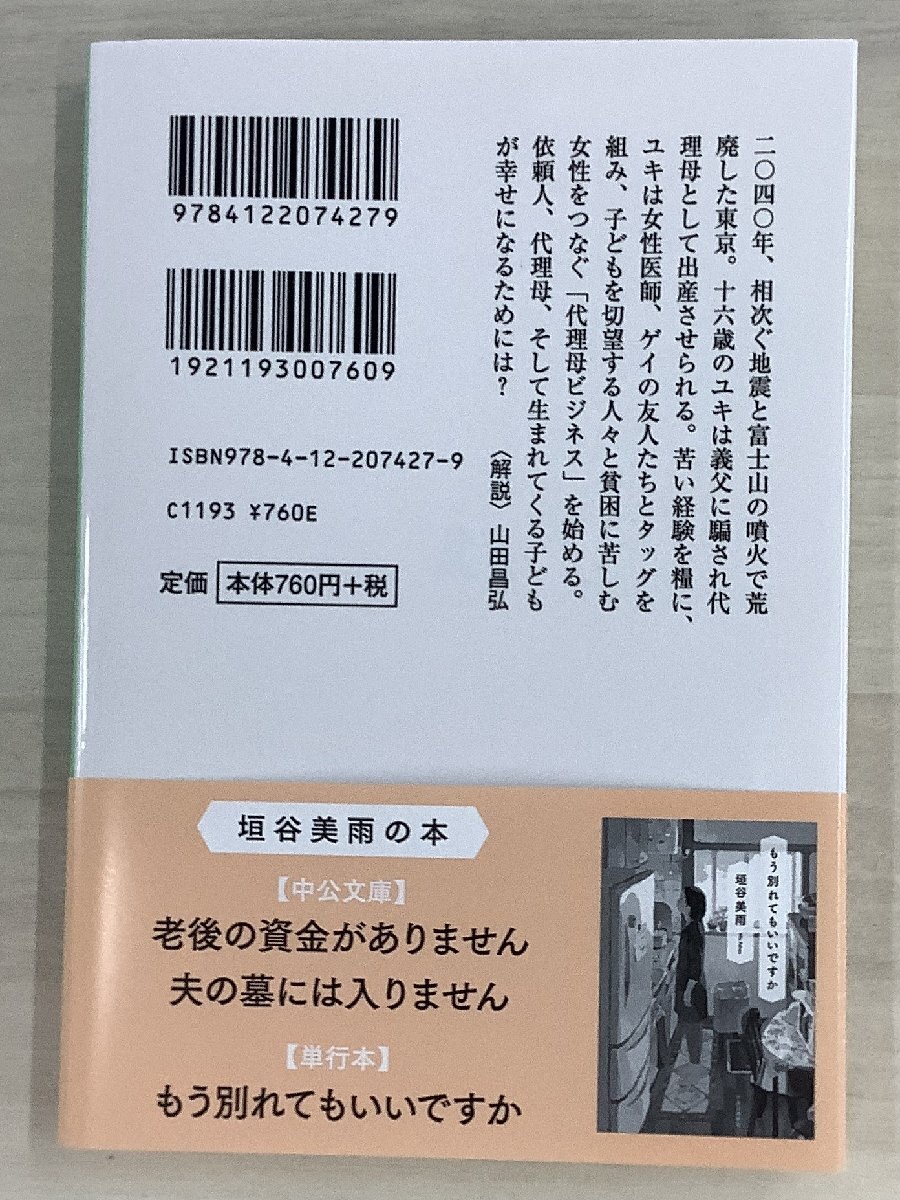 9784122074279
1921193007609
ISBN978-4-12-207427-9
C1193 ¥760E
定価 本体760円+税
二〇四〇年、相次ぐ地震と富士山の噴火で荒
廃した東京。十六歳のユキは義父に騙され代
理母として出産させられる。苦い経験を糧に、
ユキは女性医師、ゲイの友人たちとタッグを
組み、子どもを切望する人々と貧困に苦しむ
女性をつなぐ「代理母ビジネス」を始める。
依頼人、代理母、そして生まれてくる子ども
が幸せになるためには？
〈解説〉山田昌弘
垣谷美雨の本
【中公文庫】
老後の資金がありません
夫の墓には入りません
【単行本】
もう別れてもいいですか
もう別れてもいいですか
垣谷美雨